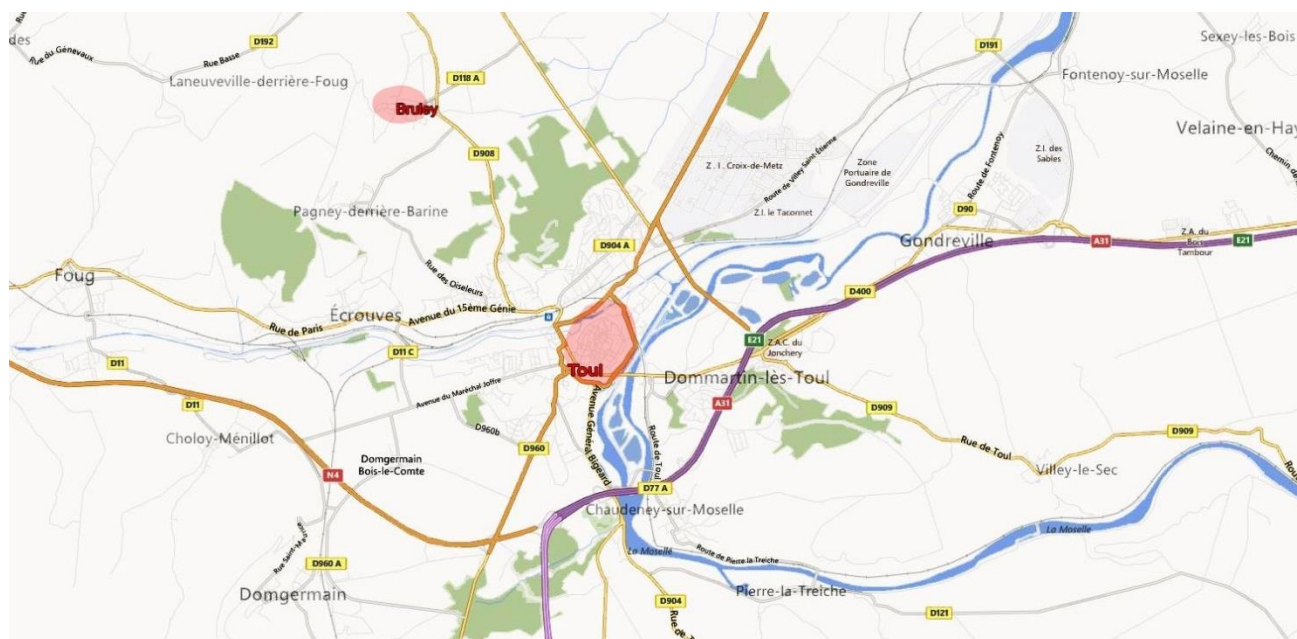 des
Rue du Génevaux
D192
Rue Basse
Laneuveville-derrière-Foug
D118 A
Bruley
D908
D191
Sexey-les-Bois
Fontenoy-sur-Moselle
Velaine-en-Hay
Chemin de
Z. I. Croix-de-Metz
Route de Villey Saint-Étienne
Zone
Portuaire de
Gondreville
Z.I. des
Sables
Route de Fontenoy
Z.I. le Taconnet
Pagney-derrière-Barine
D90
D904 A
Gondreville
A31
E21
Z.A. du
Bois
Tambour
Foug
Rue des Oiseleurs
D400
Écrouves
Avenue du 15ème Génie
Rue de Paris
D11 C
D11
Toul
E21
Z.A.C. du
Jonchery
Dommartin-lès-Toul
A31
Avenue du Maréchal Joffre
D11
D960b
D960
Avenue Général Bigeard
Route de Toul
D909
Rue de Toul
D909
Rou
Choloy-Ménillot
Domgermain
Bois-le-Comte
N4
Villey-le-Sec
D77 A
Chaudeney-sur-Moselle
La Moselle
La Moselle
Route de Pierre la Treiche
Pierre-la-Treiche
D960 A
Domgermain
D904
D121